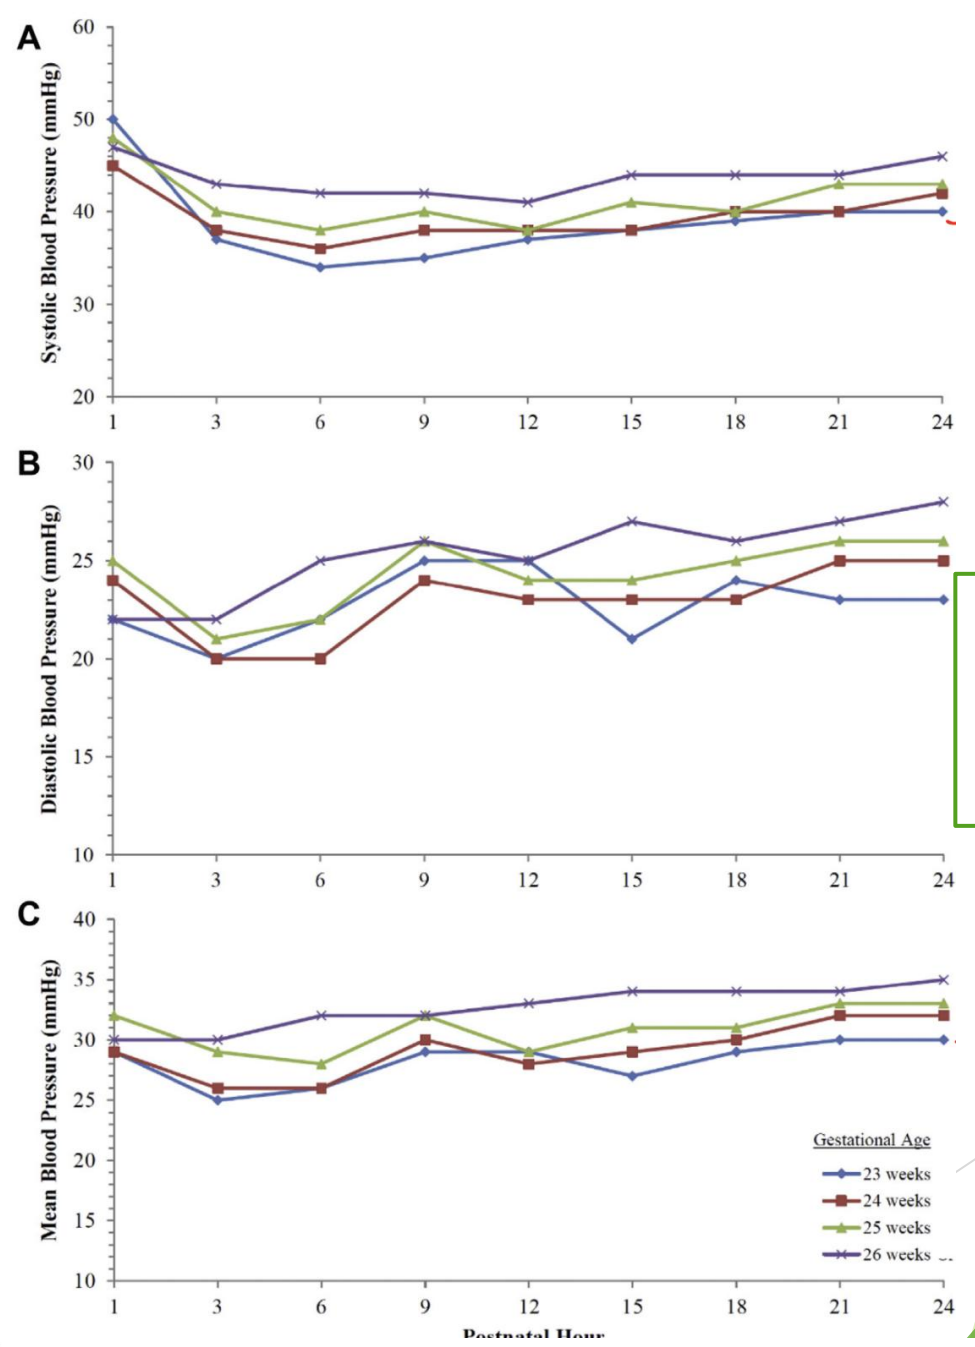 A
Systolic Blood Pressure (mmHg)
60
50
40
30
20
1 3 6 9 12 15 18 21 24
B
Diastolic Blood Pressure (mmHg)
30
25
20
15
10
1 3 6 9 12 15 18 21 24
C
Mean Blood Pressure (mmHg)
40
35
30
25
20
15
10
Gestational Age
23 weeks
24 weeks
25 weeks
26 weeks
1 3 6 9 12 15 18 21 24
Postnatal Hour